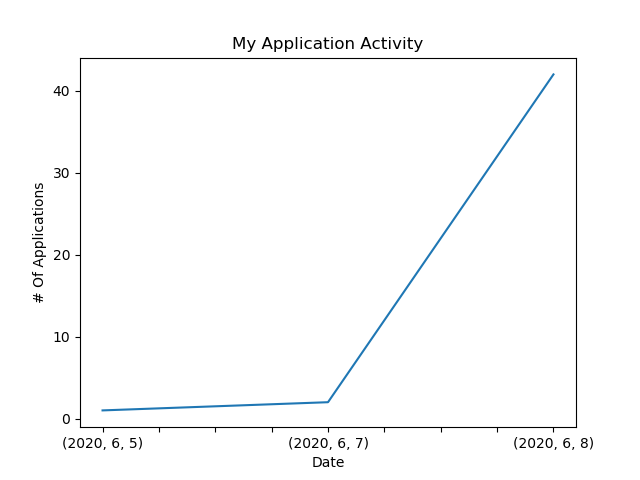 My Application Activity
40
30
20
10
0
# Of Applications
(2020, 6, 5) (2020, 6, 7) (2020, 6, 8)
Date